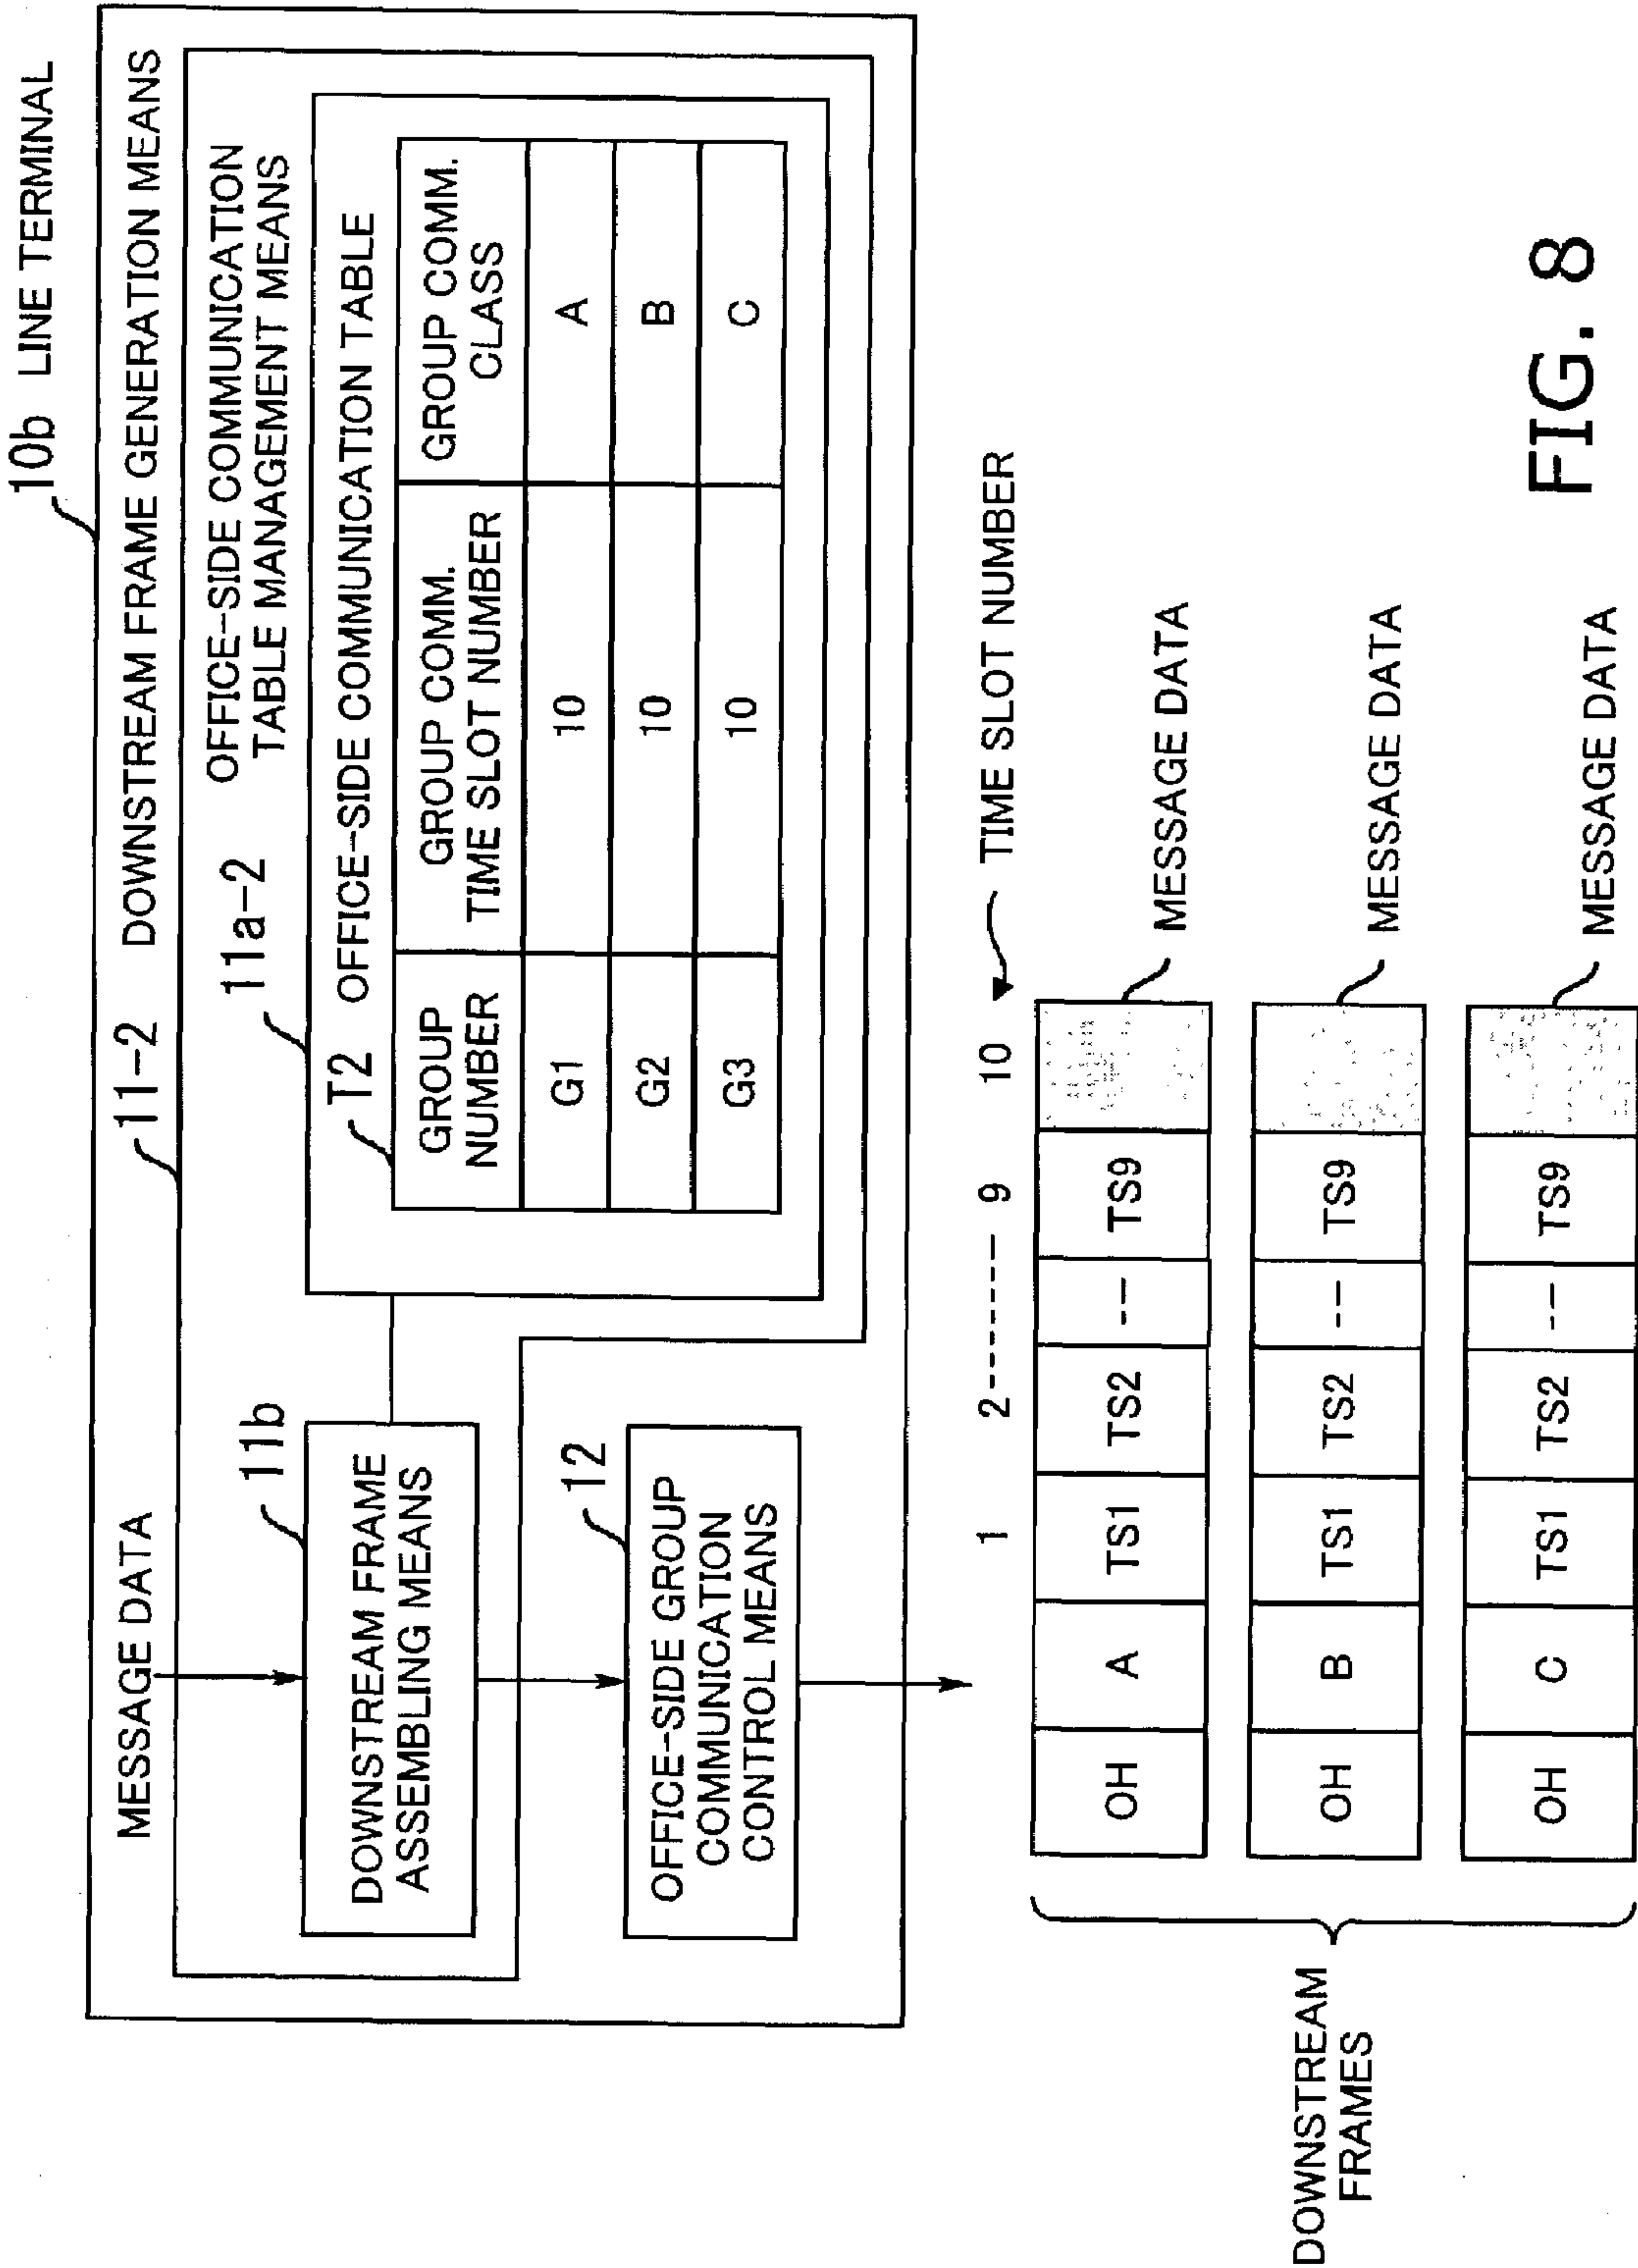 10b LINE TERMINAL
11-2 DOWNSTREAM FRAME GENERATION MEANS
MESSAGE DATA
11a-2
OFFICE-SIDE COMMUNICATION
TABLE MANAGEMENT MEANS
11b
DOWNSTREAM FRAME
ASSEMBLING MEANS
T2 OFFICE-SIDE COMMUNICATION TABLE
GROUP
NUMBER
GROUP COMM.
TIME SLOT NUMBER
GROUP COMM.
CLASS
G1 10 A
G2 10 B
G3 10 C
12
OFFICE-SIDE GROUP
COMMUNICATION
CONTROL MEANS
1 2------- 9 10 TIME SLOT NUMBER
OH A TS1 TS2 -- TS9
MESSAGE DATA
OH B TS1 TS2 -- TS9
MESSAGE DATA
OH C TS1 TS2 -- TS9
MESSAGE DATA
DOWNSTREAM
FRAMES
FIG. 8